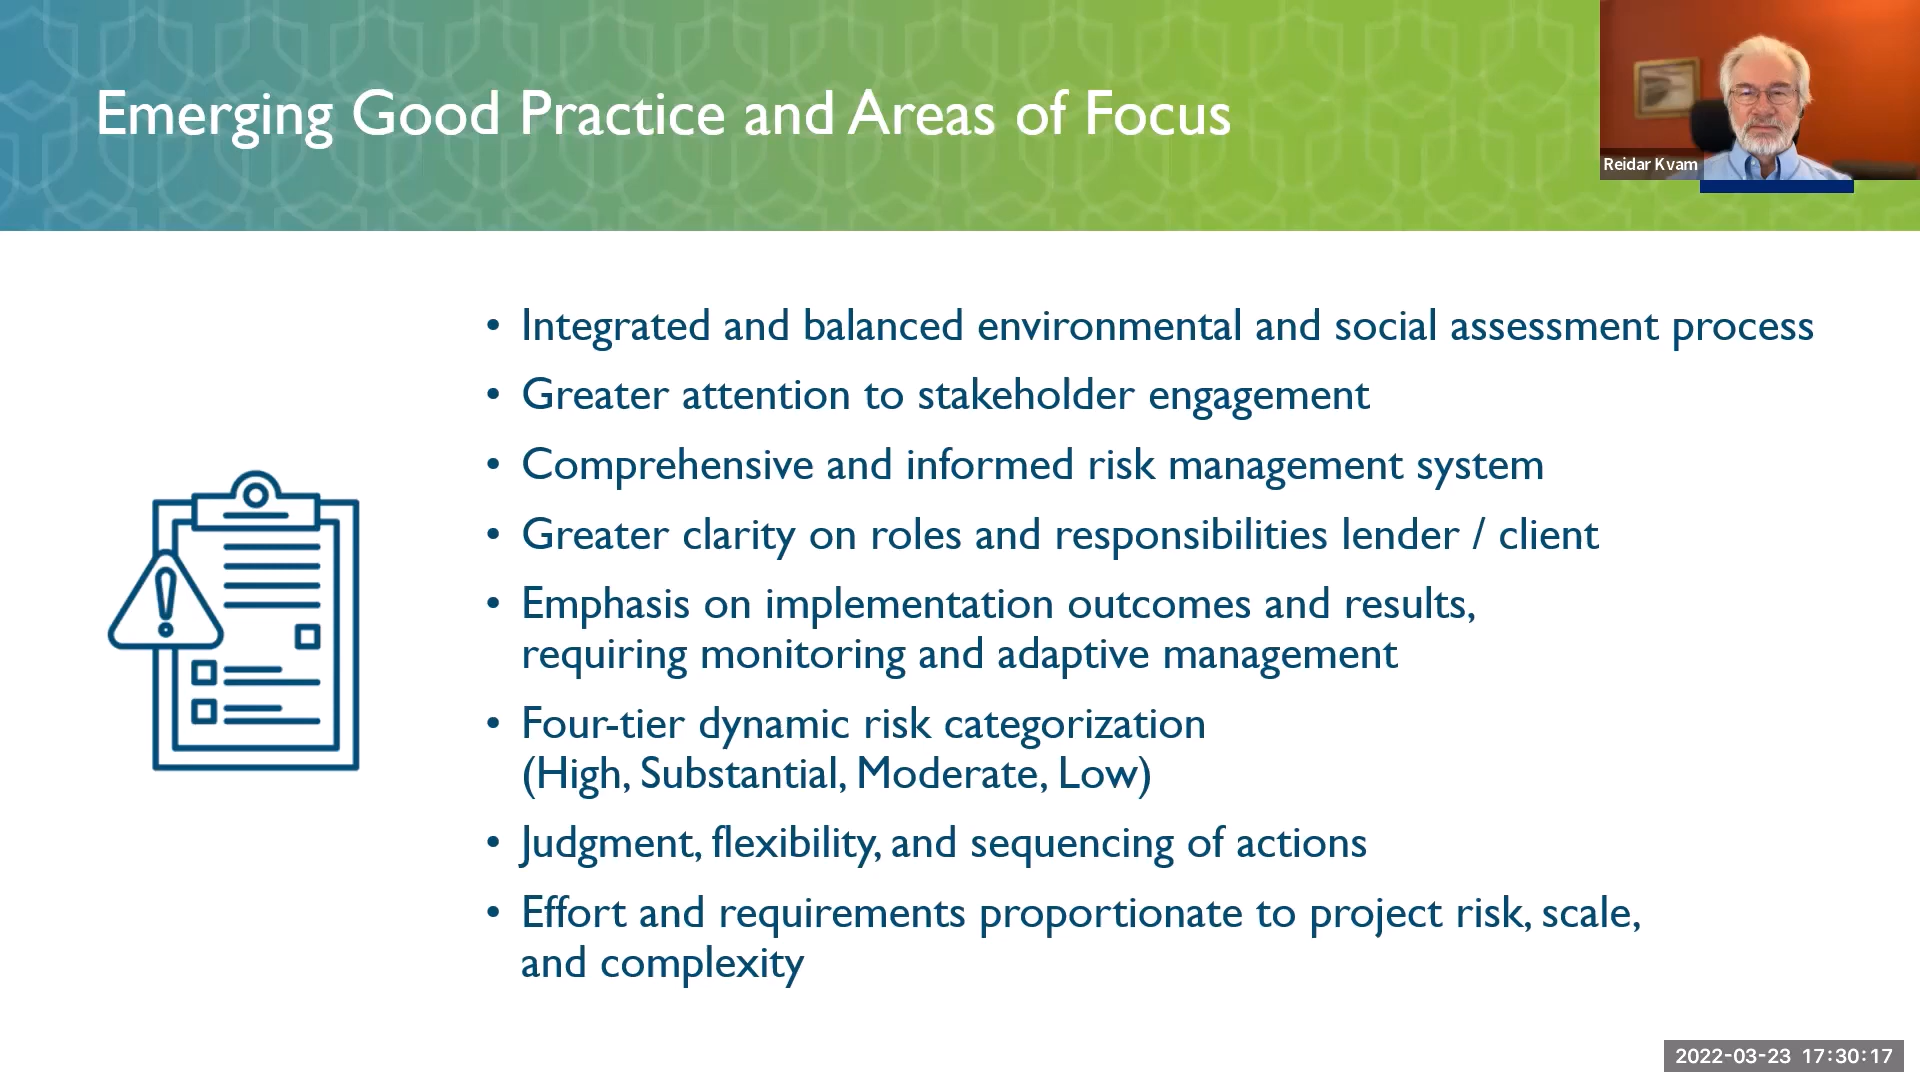 Emerging Good Practice and Areas of Focus
Reidar Kvam
• Integrated and balanced environmental and social assessment process
• Greater attention to stakeholder engagement
• Comprehensive and informed risk management system
• Greater clarity on roles and responsibilities lender / client
• Emphasis on implementation outcomes and results,
requiring monitoring and adaptive management
• Four-tier dynamic risk categorization
(High, Substantial, Moderate, Low)
• Judgment, flexibility, and sequencing of actions
• Effort and requirements proportionate to project risk, scale,
and complexity
2022-03-23 17:30:17